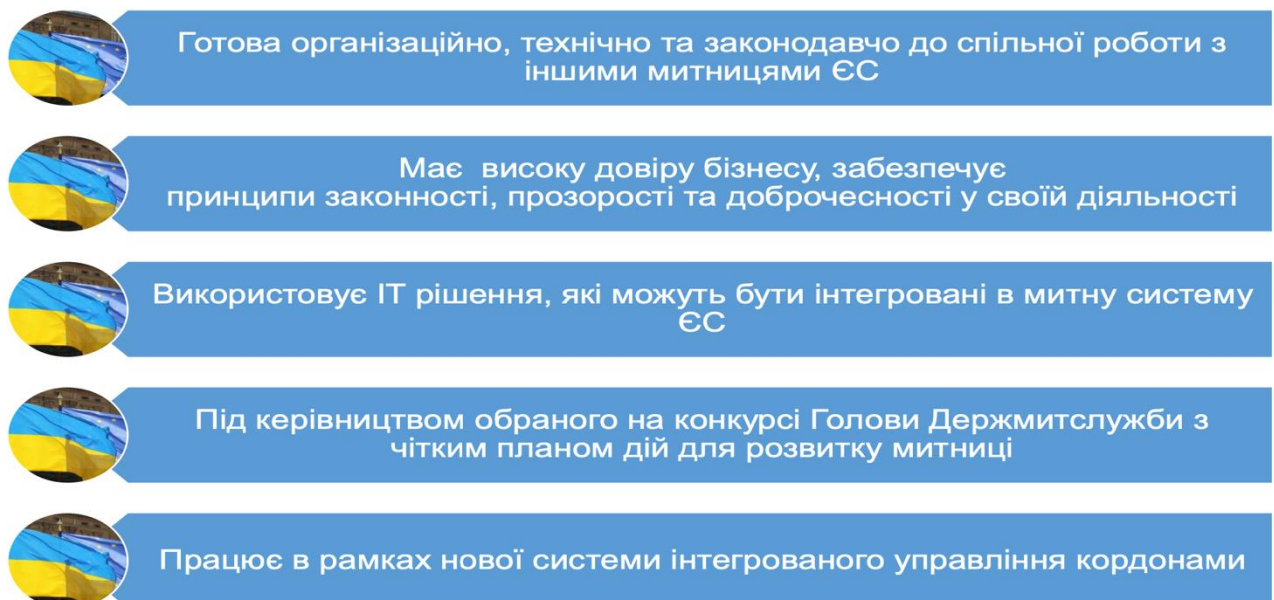 Готова організаційно, технічно та законодавчо до спільної роботи з
іншими митницями ЄС
Має високу довіру бізнесу, забезпечує
принципи законності, прозорості та доброчесності у своїй діяльності
Використовує ІТ рішення, які можуть бути інтегровані в митну систему
ЄС
Під керівництвом обраного на конкурсі Голови Держмитслужби з
чітким планом дій для розвитку митниці
Працює в рамках нової системи інтегрованого управління кордонами